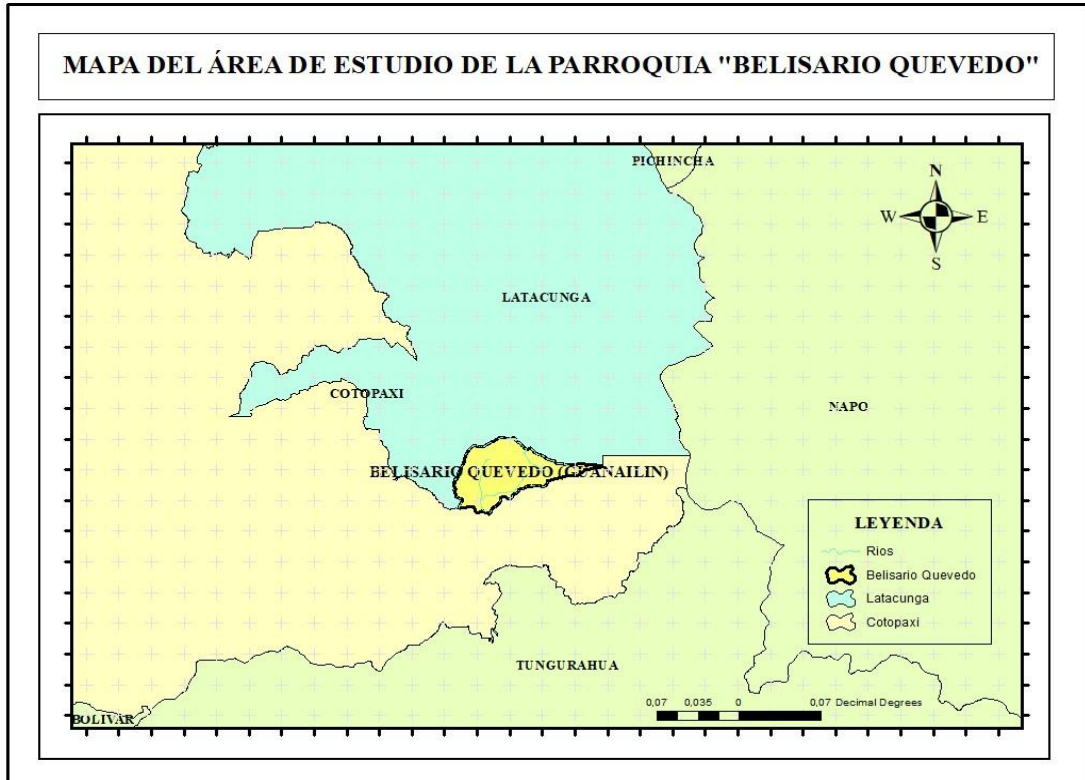 MAPA DEL ÁREA DE ESTUDIO DE LA PARROQUIA "BELISARIO QUEVEDO"
PICHINCHA
N
W E
S
LATACUNGA
COTOPAXI
NAPO
BELISARIO QUEVEDO (GUANAILIN)
LEYENDA
Rios
Belisario Quevedo
Latacunga
Cotopaxi
TUNGURAHUA
0,07 0,035 0 0,07 Decimal Degrees
BOLIVAR